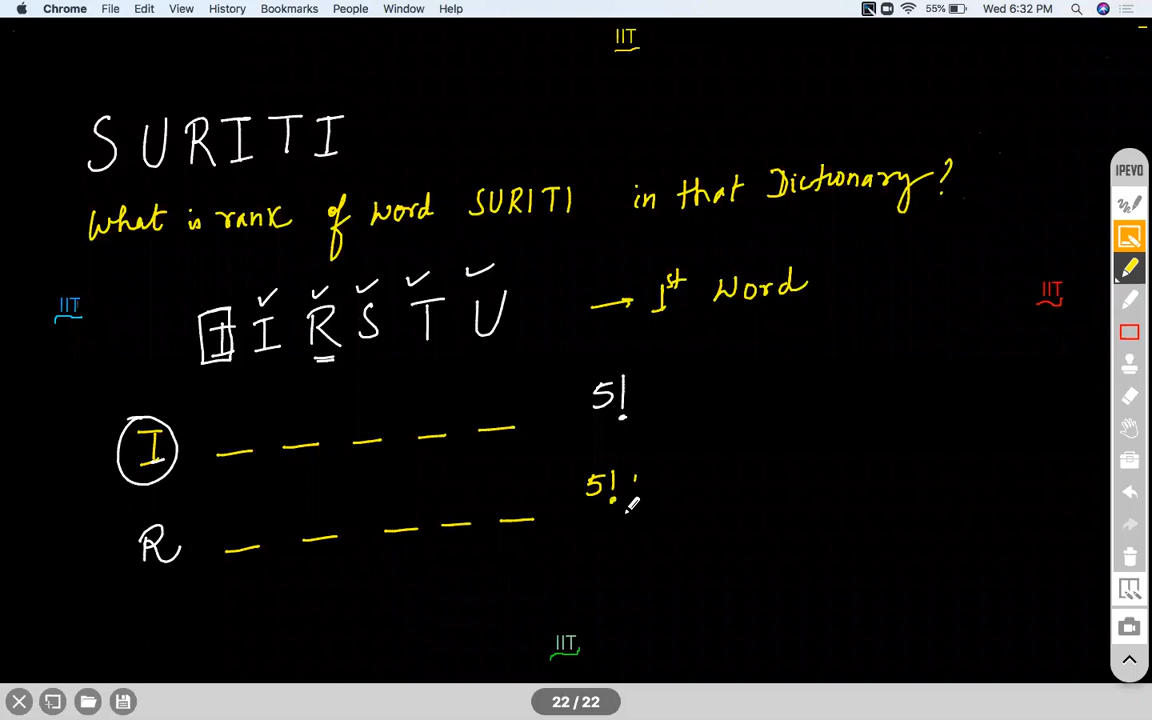 Chrome File Edit View History Bookmarks People Window Help 55% Wed 6:32 PM
IIT
SURITI
What is rank of word SURITI in that Dictionary?
IPEVO
IIT
I I R S T U → 1st Word
IIT
5!
I _ _ _ _ _
5!
R _ _ _ _ _
IIT
22 / 22